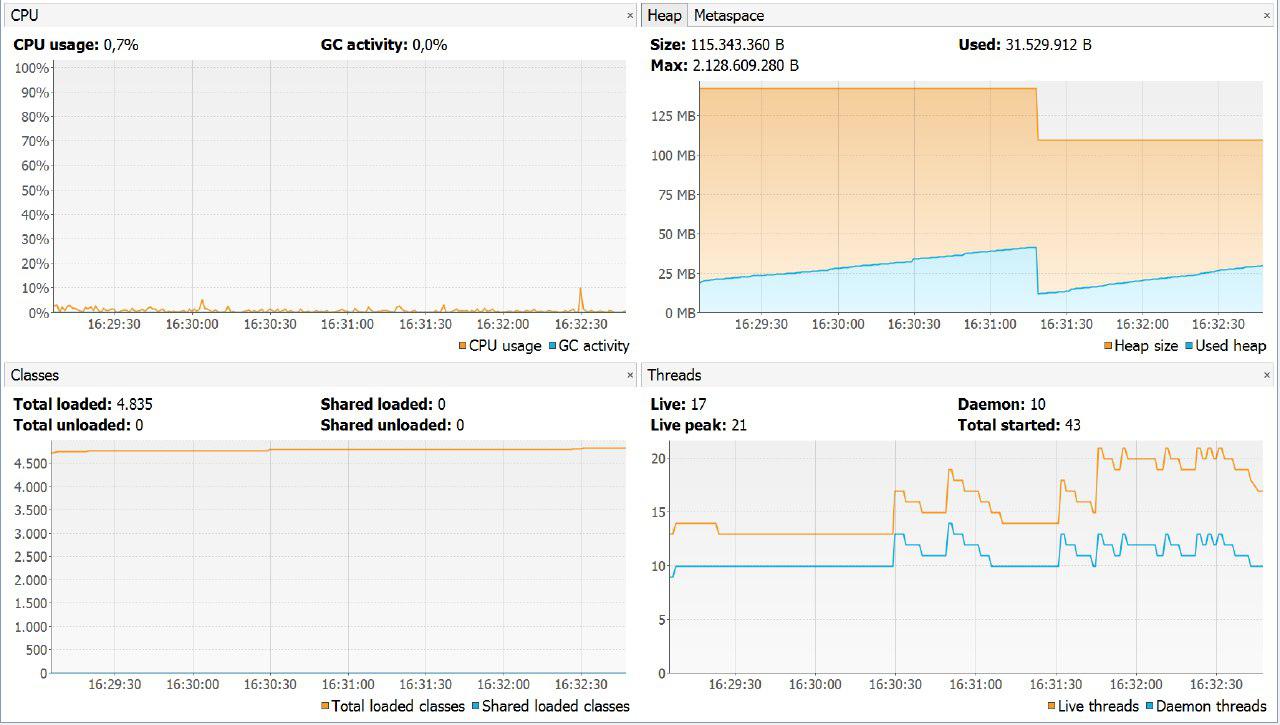 CPU ×
CPU usage: 0,7% GC activity: 0,0%
100%
90%
80%
70%
60%
50%
40%
30%
20%
10%
0%
16:29:30 16:30:00 16:30:30 16:31:00 16:31:30 16:32:00 16:32:30
CPU usage GC activity
Heap Metaspace ×
Size: 115.343.360 B Used: 31.529.912 B
Max: 2.128.609.280 B
125 MB
100 MB
75 MB
50 MB
25 MB
0 MB
16:29:30 16:30:00 16:30:30 16:31:00 16:31:30 16:32:00 16:32:30
Heap size Used heap
Classes ×
Total loaded: 4.835 Shared loaded: 0
Total unloaded: 0 Shared unloaded: 0
4.500
4.000
3.500
3.000
2.500
2.000
1.500
1.000
500
0
16:29:30 16:30:00 16:30:30 16:31:00 16:31:30 16:32:00 16:32:30
Total loaded classes Shared loaded classes
Threads ×
Live: 17 Daemon: 10
Live peak: 21 Total started: 43
20
15
10
5
0
16:29:30 16:30:00 16:30:30 16:31:00 16:31:30 16:32:00 16:32:30
Live threads Daemon threads